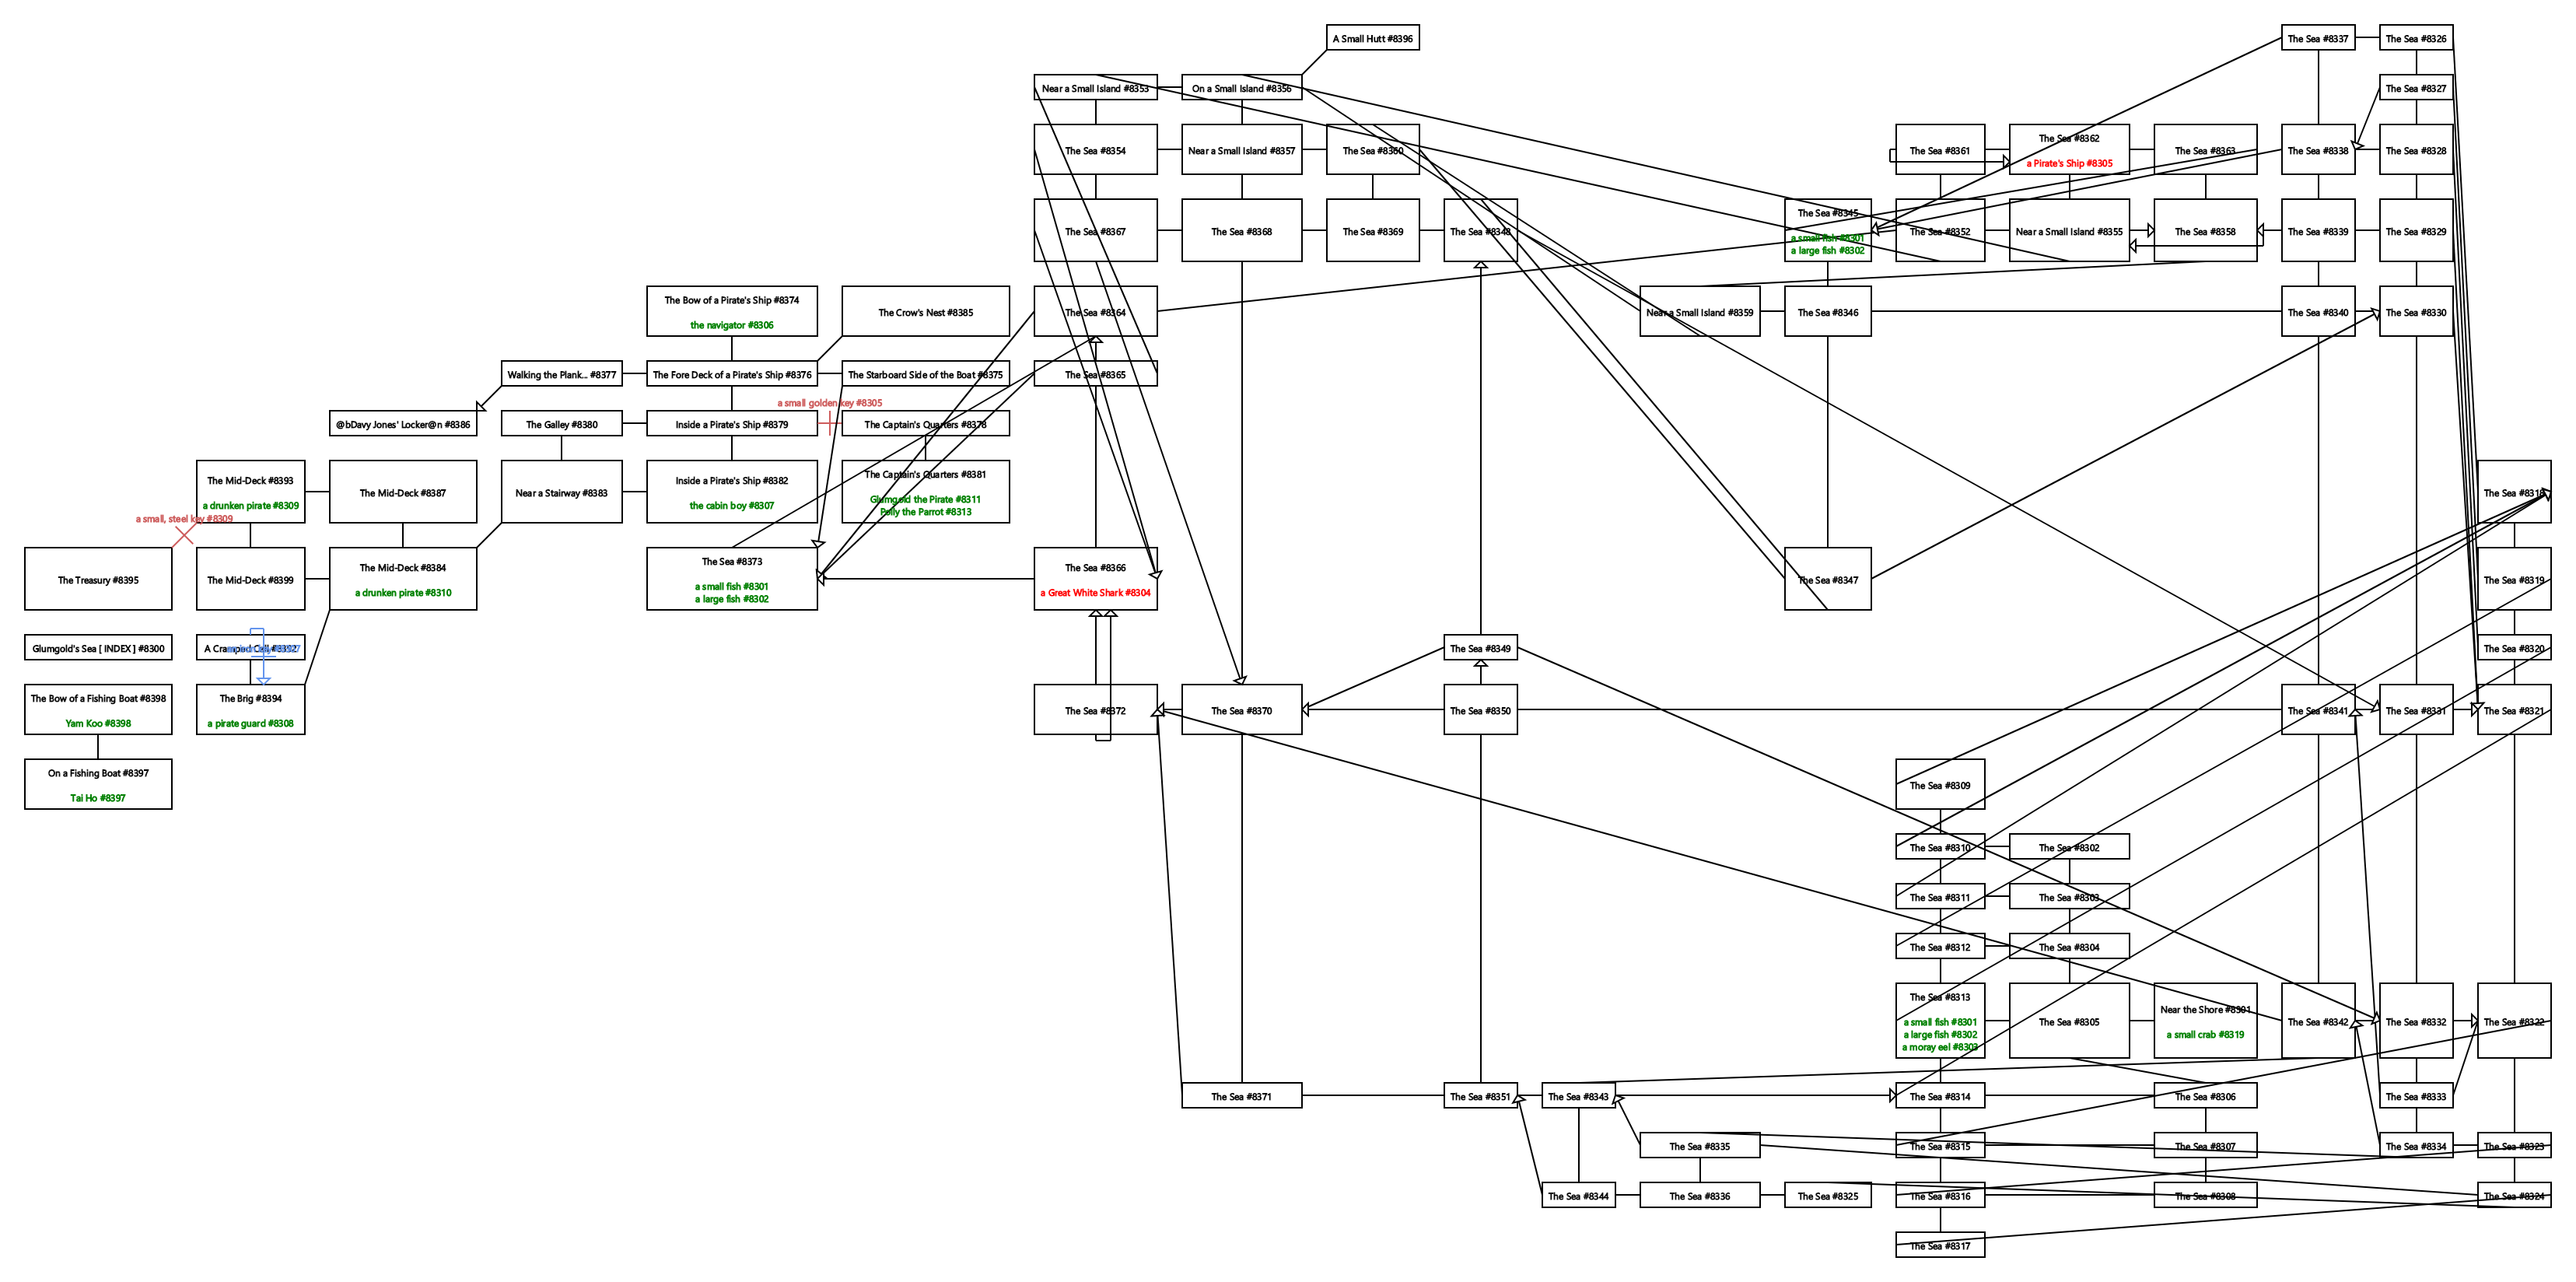 A Small Hutt #8396
The Sea #8337
The Sea #8326
Near a Small Island #8353
On a Small Island #8356
The Sea #8327
The Sea #8354
Near a Small Island #8357
The Sea #8360
The Sea #8361
The Sea #8362
a Pirate's Ship #8305
The Sea #8363
The Sea #8338
The Sea #8328
The Sea #8367
The Sea #8368
The Sea #8369
The Sea #8348
The Sea #8345
a small fish #8301
a large fish #8302
The Sea #8352
Near a Small Island #8355
The Sea #8358
The Sea #8339
The Sea #8329
The Bow of a Pirate's Ship #8374
the navigator #8306
The Crow's Nest #8385
The Sea #8364
Near a Small Island #8359
The Sea #8346
The Sea #8340
The Sea #8330
Walking the Plank... #8377
The Fore Deck of a Pirate's Ship #8376
The Starboard Side of the Boat #8375
The Sea #8365
a small golden key #8305
@bDavy Jones' Locker@n #8386
The Galley #8380
Inside a Pirate's Ship #8379
The Captain's Quarters #8378
The Mid-Deck #8393
a drunken pirate #8309
The Mid-Deck #8387
Near a Stairway #8383
Inside a Pirate's Ship #8382
the cabin boy #8307
The Captain's Quarters #8381
Glumgold the Pirate #8311
Polly the Parrot #8313
The Sea #8318
a small, steel key #8309
The Treasury #8395
The Mid-Deck #8399
The Mid-Deck #8384
a drunken pirate #8310
The Sea #8373
a small fish #8301
a large fish #8302
The Sea #8366
a Great White Shark #8304
The Sea #8347
The Sea #8319
Glumgold's Sea [ INDEX ] #8300
A Cramped Cell #8392
The Sea #8349
The Sea #8320
The Bow of a Fishing Boat #8398
Yam Koo #8398
The Brig #8394
a pirate guard #8308
The Sea #8372
The Sea #8370
The Sea #8350
The Sea #8341
The Sea #8331
The Sea #8321
On a Fishing Boat #8397
Tai Ho #8397
The Sea #8309
The Sea #8310
The Sea #8302
The Sea #8311
The Sea #8303
The Sea #8312
The Sea #8304
The Sea #8313
a small fish #8301
a large fish #8302
a moray eel #8303
The Sea #8305
Near the Shore #8301
a small crab #8319
The Sea #8342
The Sea #8332
The Sea #8322
The Sea #8371
The Sea #8351
The Sea #8343
The Sea #8314
The Sea #8306
The Sea #8333
The Sea #8335
The Sea #8315
The Sea #8307
The Sea #8334
The Sea #8323
The Sea #8344
The Sea #8336
The Sea #8325
The Sea #8316
The Sea #8308
The Sea #8324
The Sea #8317